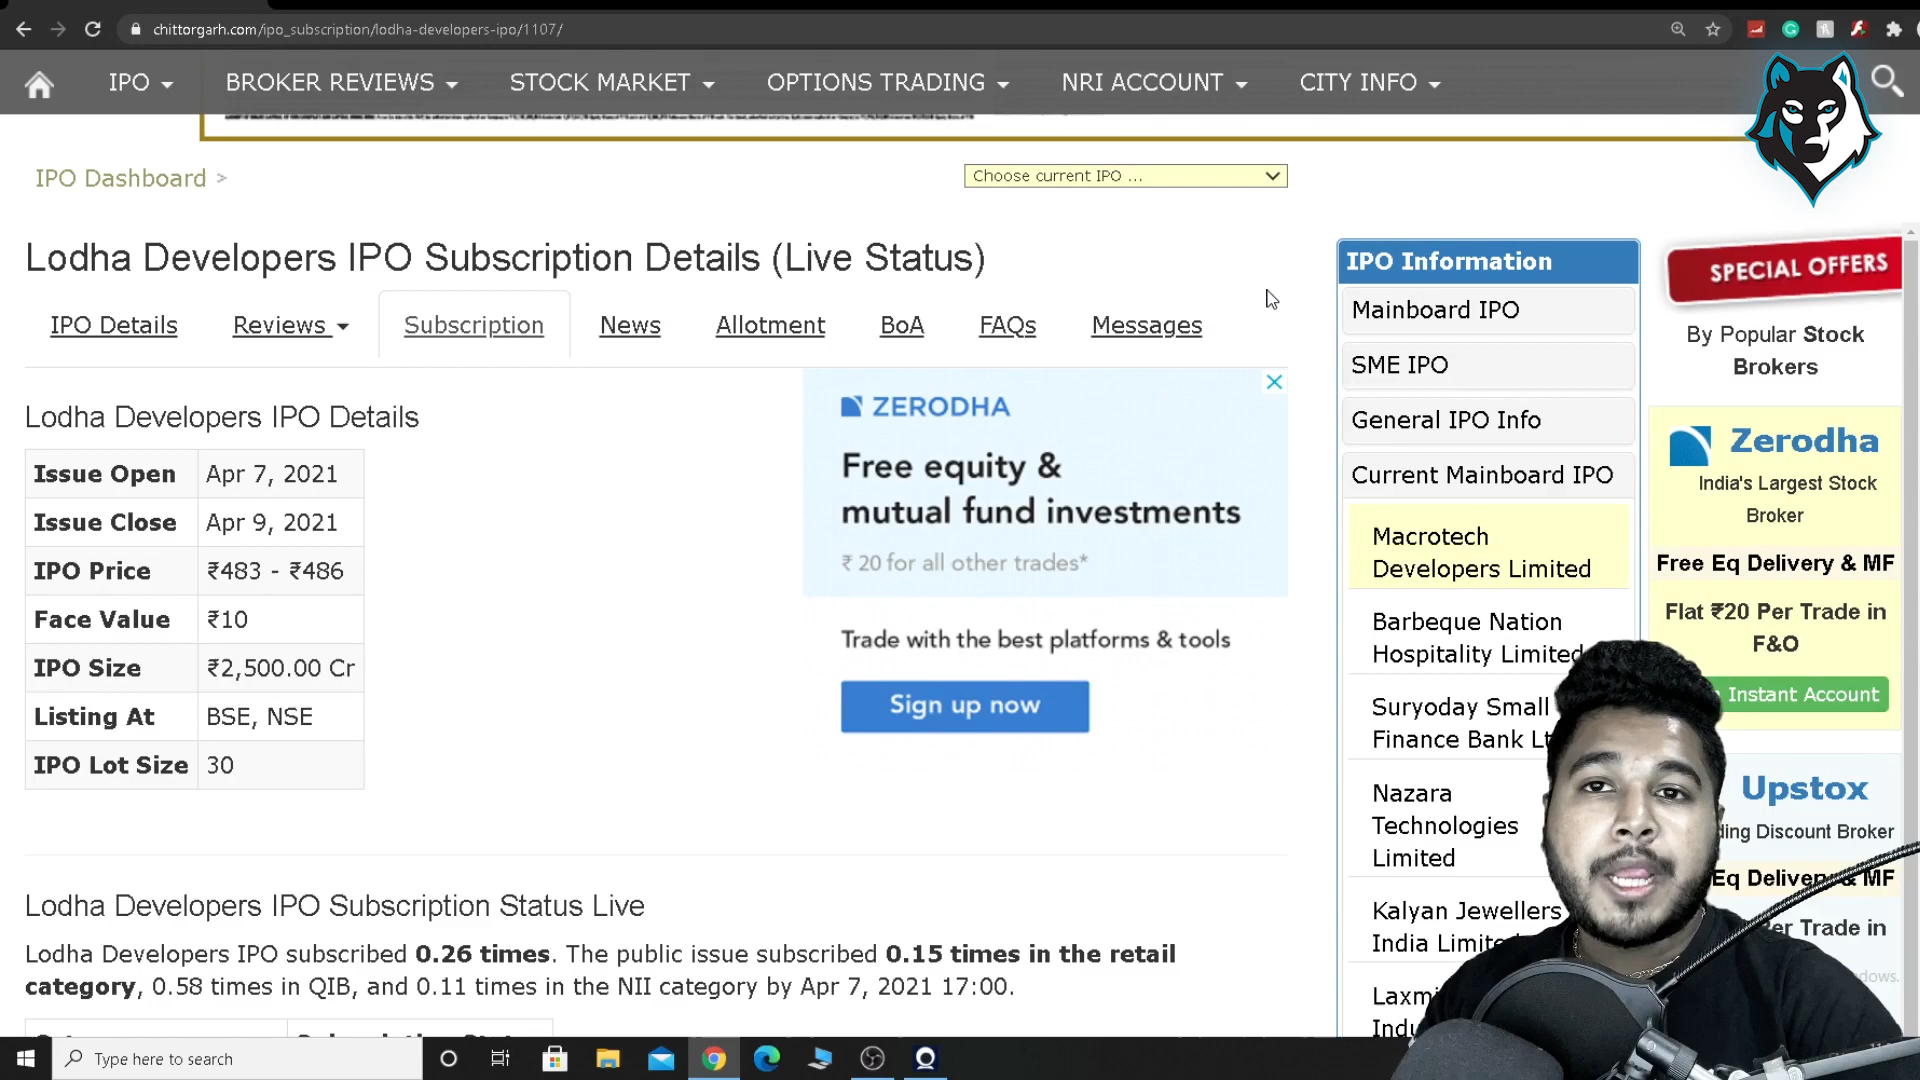 chittorgarh.com/ipo_subscription/lodha-developers-ipo/1107/
IPO BROKER REVIEWS STOCK MARKET OPTIONS TRADING NRI ACCOUNT CITY INFO
IPO Dashboard >
Choose current IPO ...
Lodha Developers IPO Subscription Details (Live Status)
IPO Details Reviews Subscription News Allotment BoA FAQs Messages
Lodha Developers IPO Details
Issue Open Apr 7, 2021
Issue Close Apr 9, 2021
IPO Price ₹483 - ₹486
Face Value ₹10
IPO Size ₹2,500.00 Cr
Listing At BSE, NSE
IPO Lot Size 30
ZERODHA
Free equity &
mutual fund investments
₹ 20 for all other trades*
Trade with the best platforms & tools
Sign up now
Lodha Developers IPO Subscription Status Live
Lodha Developers IPO subscribed 0.26 times. The public issue subscribed 0.15 times in the retail
category, 0.58 times in QIB, and 0.11 times in the NII category by Apr 7, 2021 17:00.
IPO Information
Mainboard IPO
SME IPO
General IPO Info
Current Mainboard IPO
Macrotech
Developers Limited
Barbeque Nation
Hospitality Limited
Suryoday Small
Finance Bank Lt
Nazara
Technologies
Limited
Kalyan Jewellers
India Limite
Laxm
Indu
SPECIAL OFFERS
By Popular Stock
Brokers
Zerodha
India's Largest Stock
Broker
Free Eq Delivery & MF
Flat ₹20 Per Trade in
F&O
Instant Account
Upstox
ding Discount Broker
Eq Delivery & MF
er Trade in
Type here to search